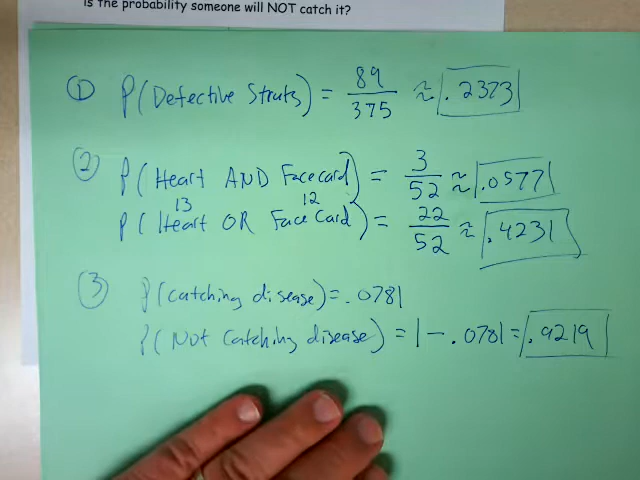 is the probability someone will NOT catch it?
① P(Defective Struts) = 89/375 ≈ .2373
② P(Heart AND Facecard) = 3/52 ≈ .0577
13 12
P(Heart OR Face Card) = 22/52 ≈ .4231
③ P(catching disease) = .0781
P(Not Catching disease) = 1 - .0781 = .9219